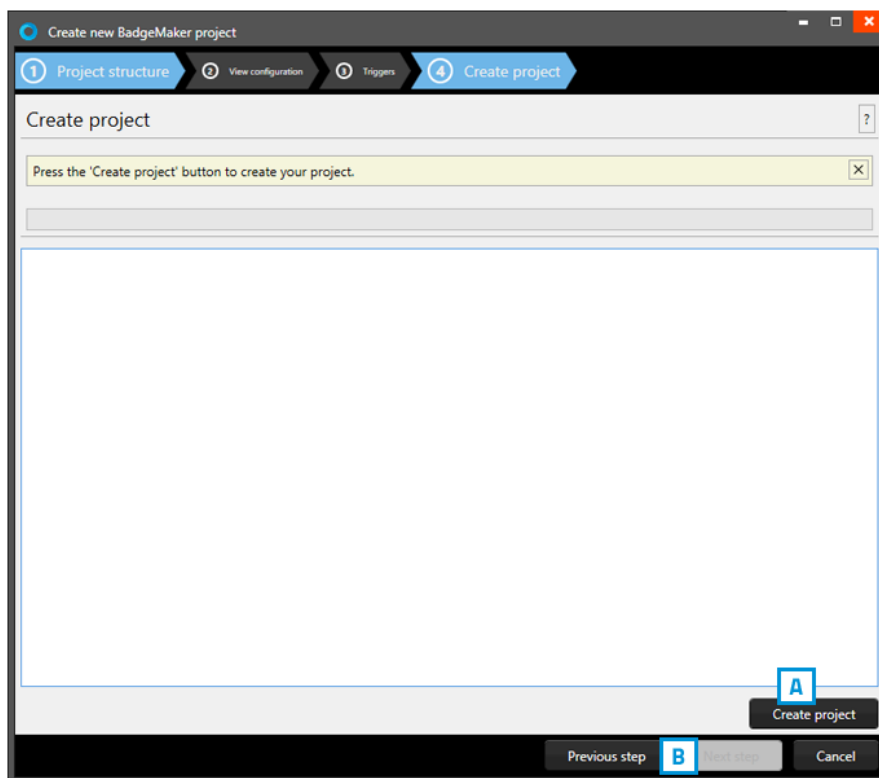 Create new BadgeMaker project
1 Project structure 2 View configuration 3 Triggers 4 Create project
Create project ?
Press the 'Create project' button to create your project.
A
Create project
Previous step B Next step Cancel